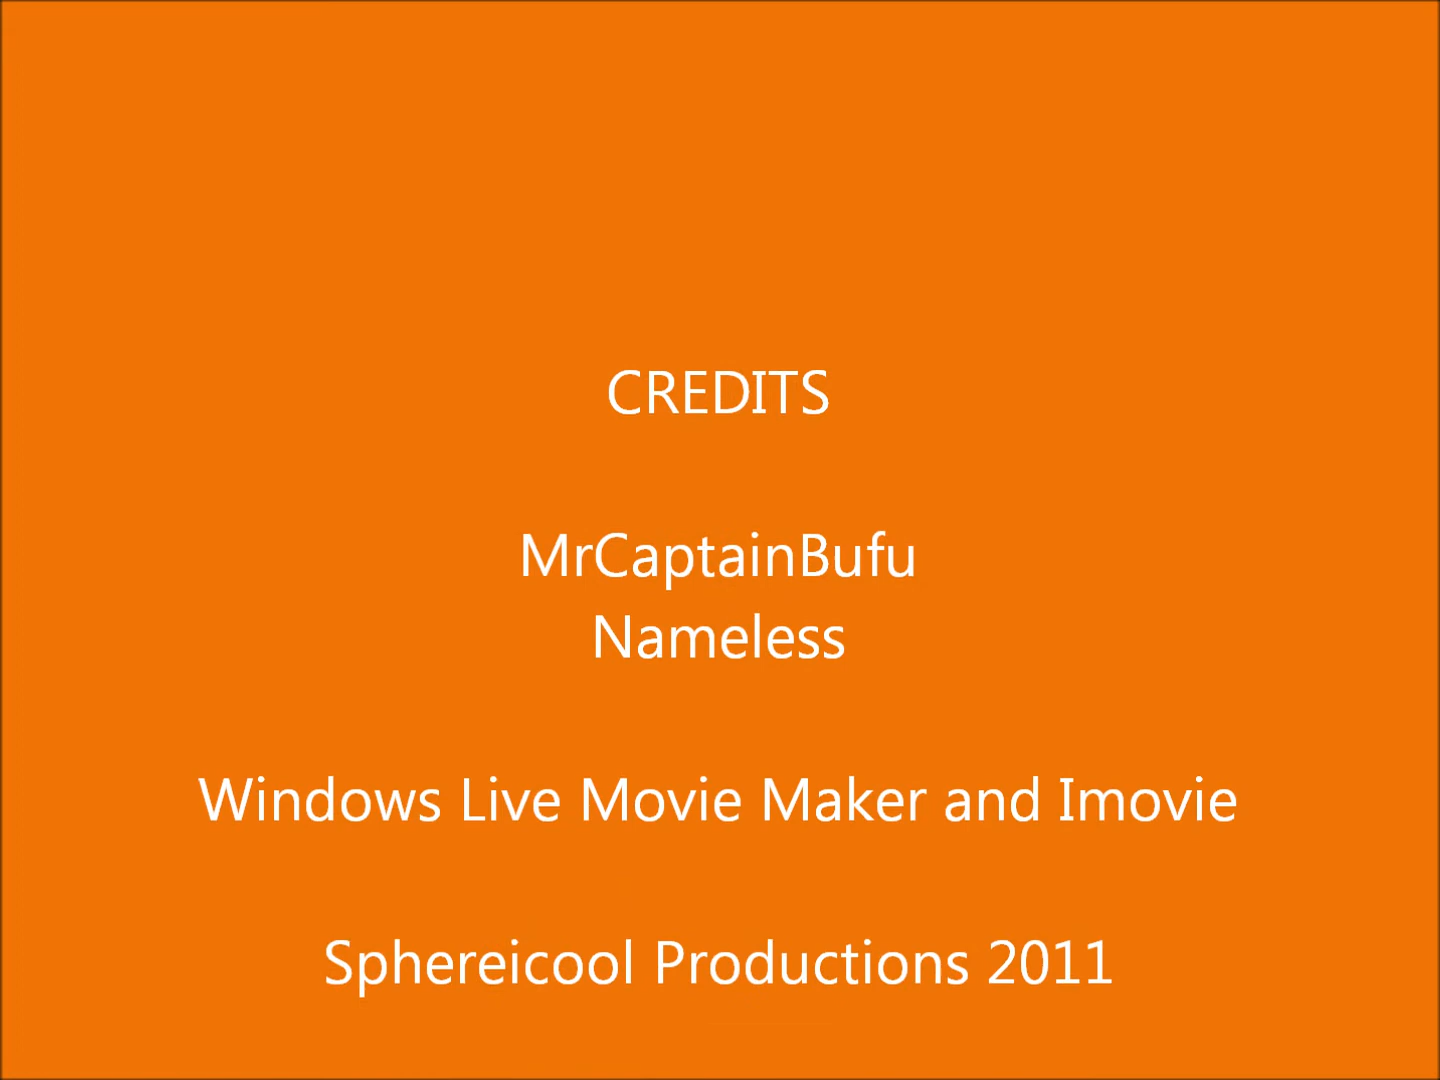 CREDITS
MrCaptainBufu
Nameless
Windows Live Movie Maker and Imovie
Sphereicool Productions 2011